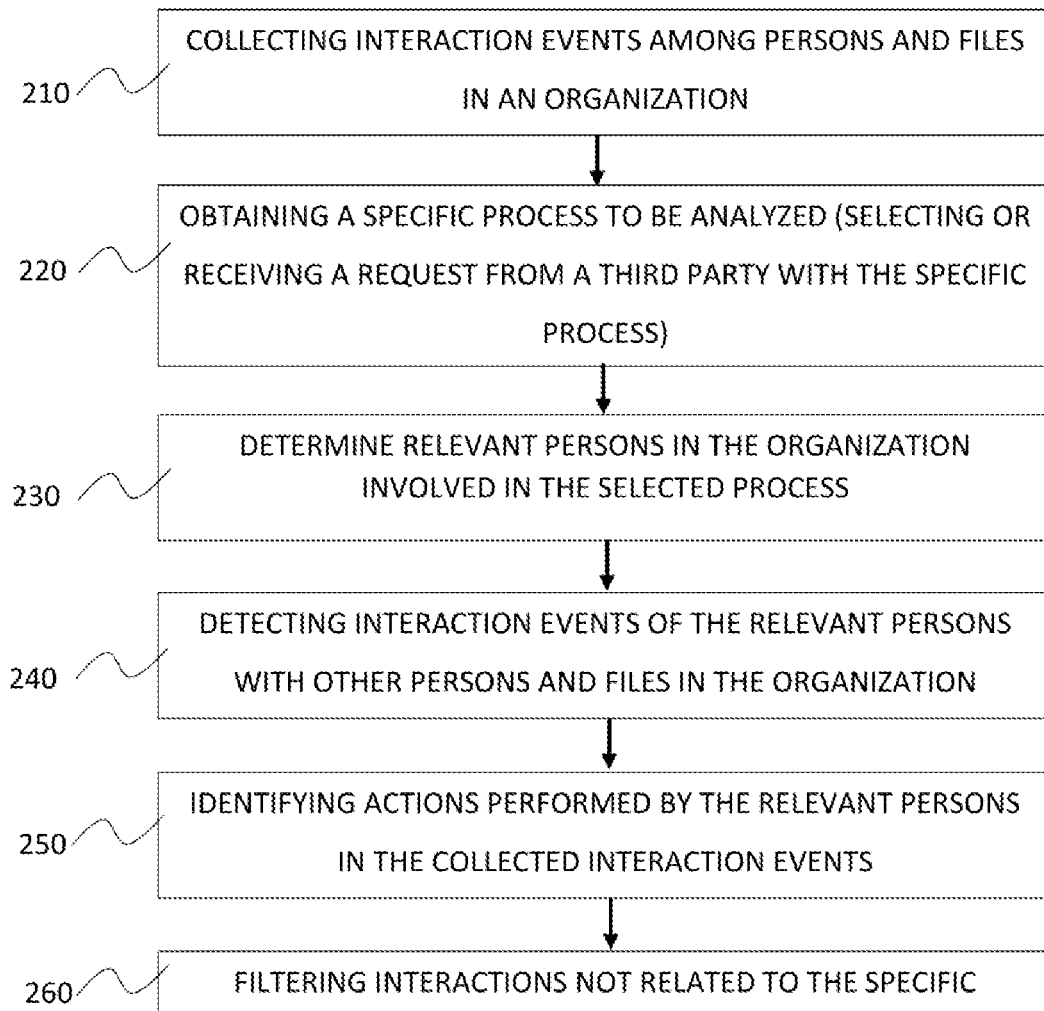 COLLECTING INTERACTION EVENTS AMONG PERSONS AND FILES
IN AN ORGANIZATION
210
OBTAINING A SPECIFIC PROCESS TO BE ANALYZED (SELECTING OR
RECEIVING A REQUEST FROM A THIRD PARTY WITH THE SPECIFIC
PROCESS)
220
DETERMINE RELEVANT PERSONS IN THE ORGANIZATION
INVOLVED IN THE SELECTED PROCESS
230
DETECTING INTERACTION EVENTS OF THE RELEVANT PERSONS
WITH OTHER PERSONS AND FILES IN THE ORGANIZATION
240
IDENTIFYING ACTIONS PERFORMED BY THE RELEVANT PERSONS
IN THE COLLECTED INTERACTION EVENTS
250
FILTERING INTERACTIONS NOT RELATED TO THE SPECIFIC
260